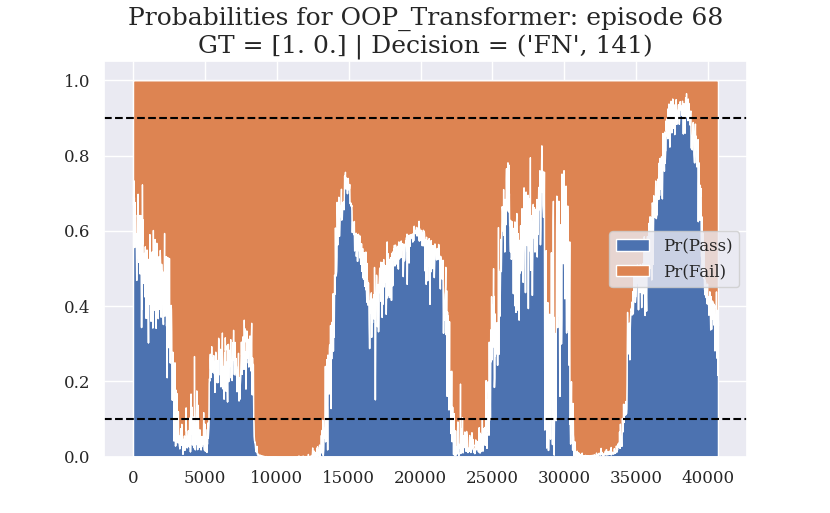 Probabilities for OOP_Transformer: episode 68
GT = [1. 0.] | Decision = ('FN', 141)
1.0
0.8
0.6
0.4
0.2
0.0
Pr(Pass)
Pr(Fail)
0 5000 10000 15000 20000 25000 30000 35000 40000